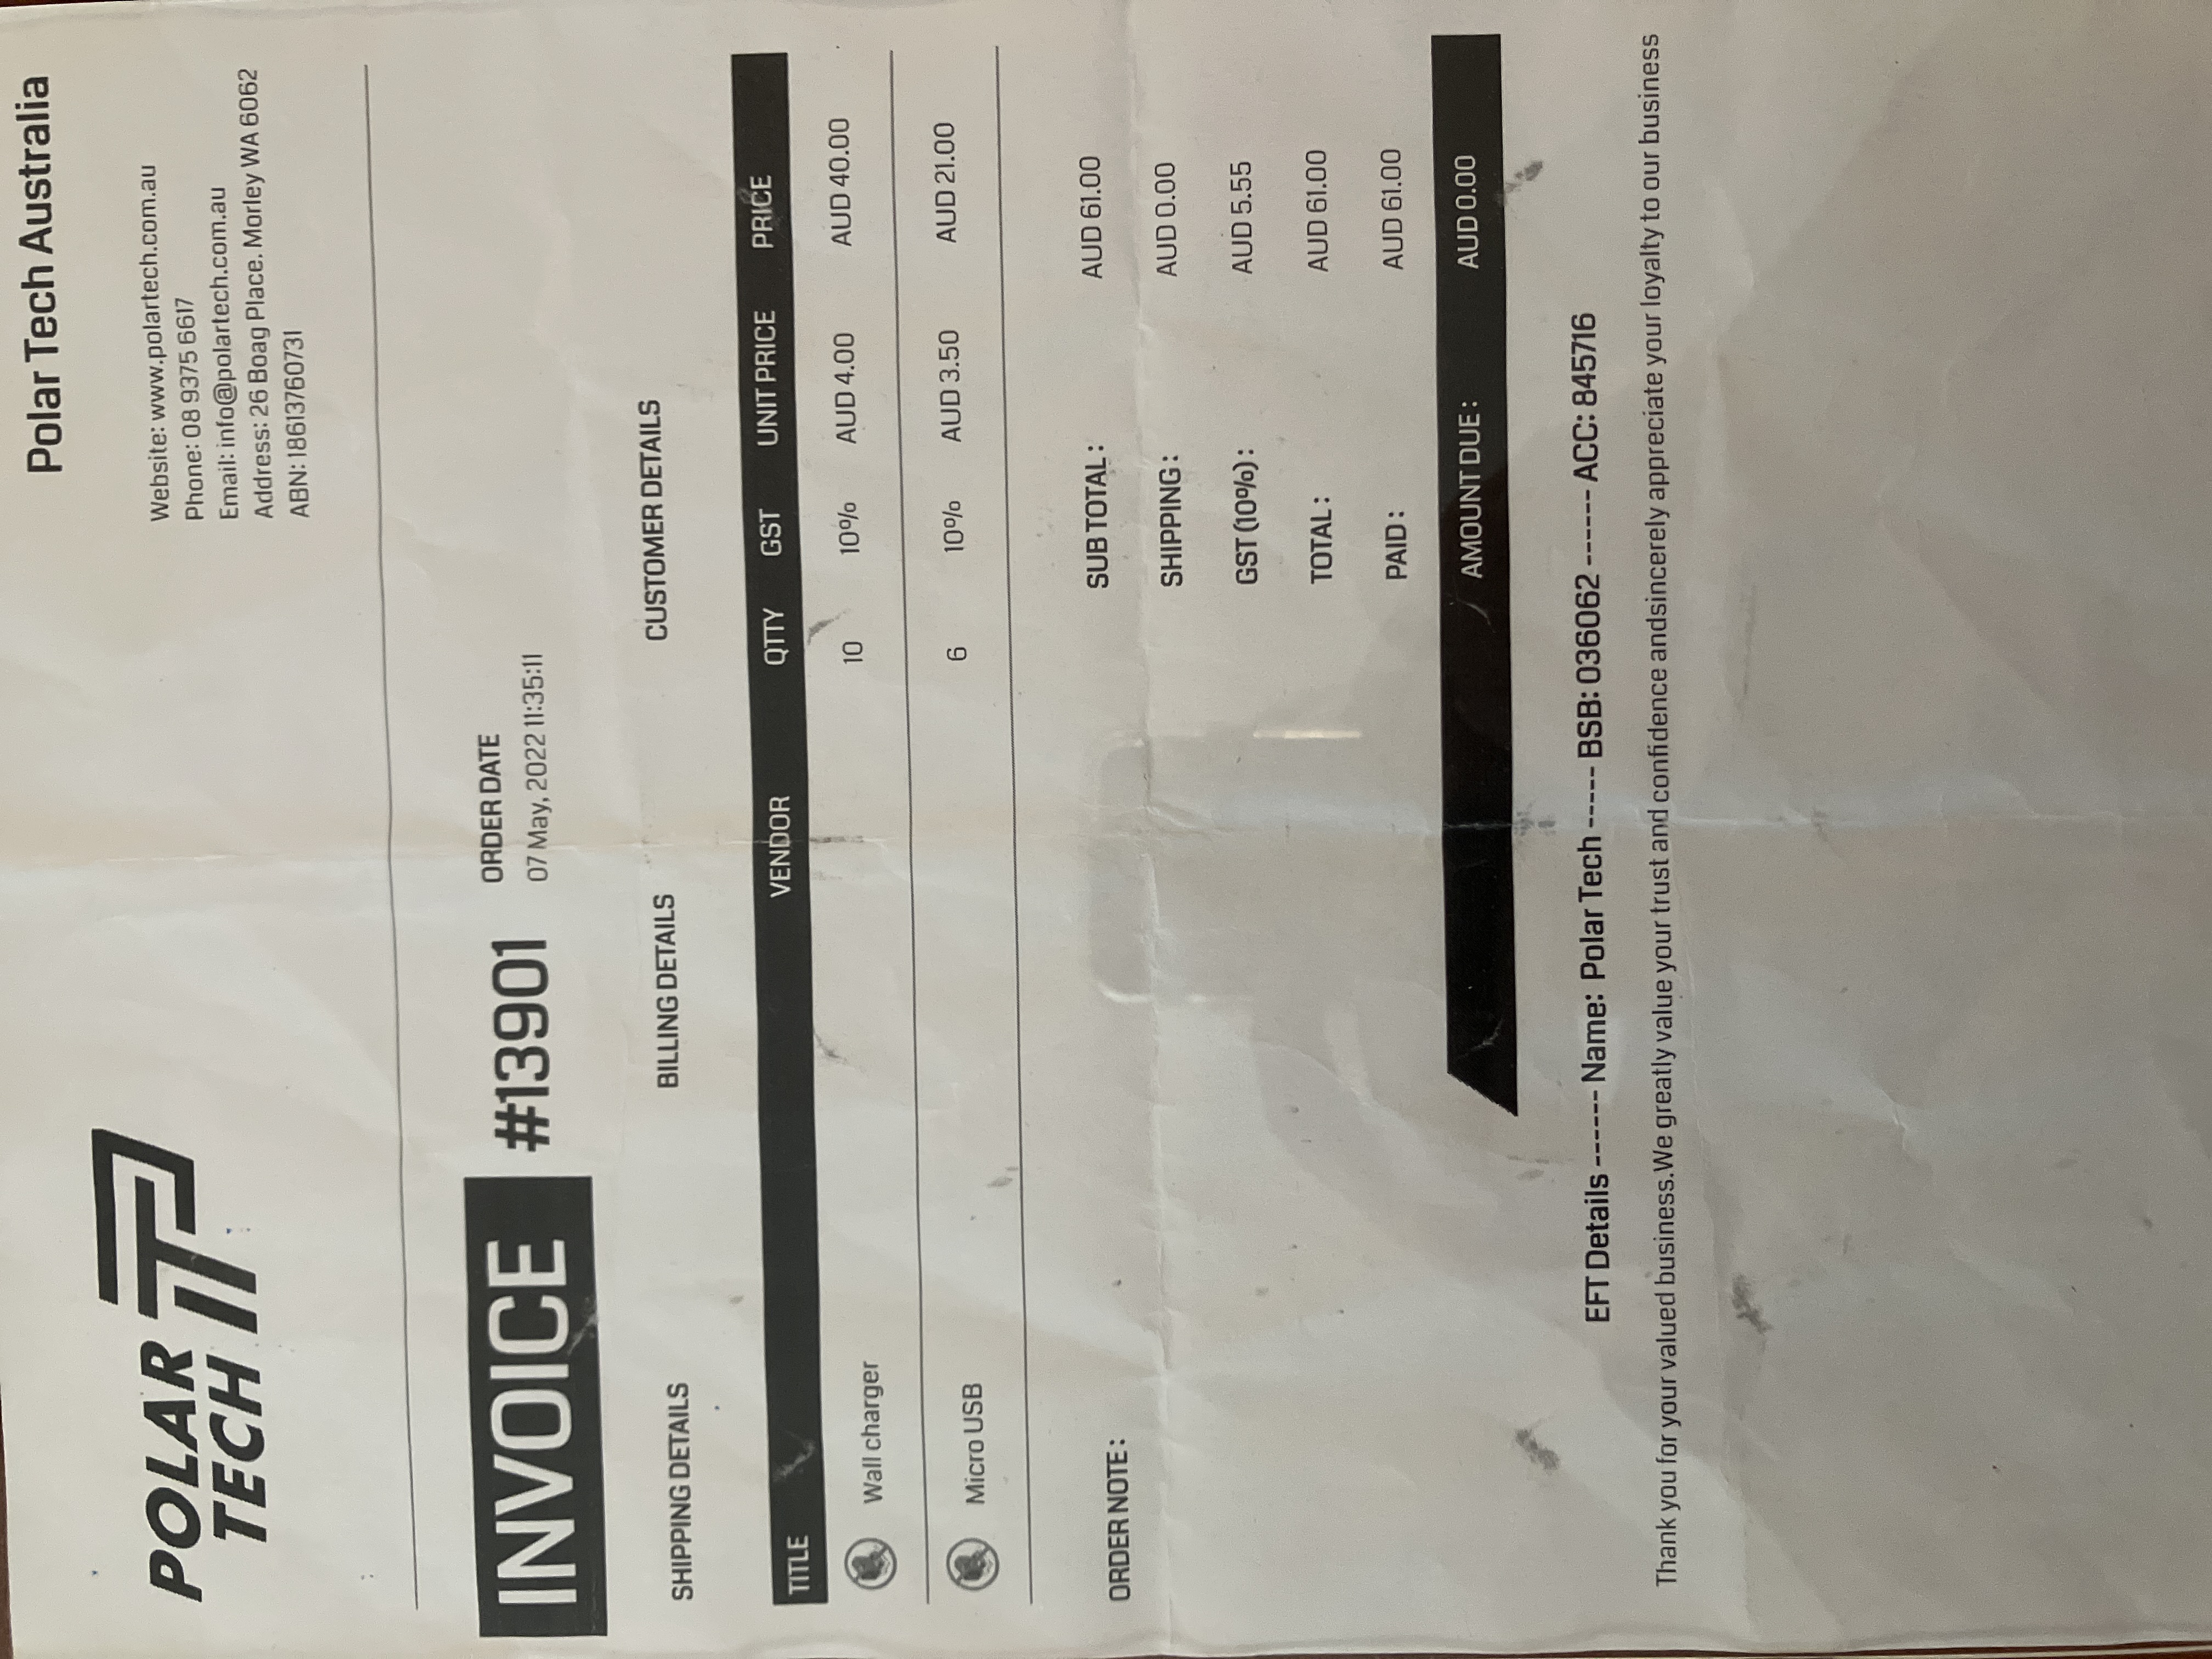 Polar Tech Australia
POLAR
TECH
Website: www.polartech.com.au
Phone: 08 9375 6617
Email: info@polartech.com.au
Address: 26 Boag Place. Morley WA 6062
ABN: 18613760731
INVOICE #13901
ORDER DATE
07 May, 2022 11:35:11
SHIPPING DETAILS BILLING DETAILS CUSTOMER DETAILS
TITLE VENDOR QTTY GST UNIT PRICE PRICE
Wall charger 10 10% AUD 4.00 AUD 40.00
Micro USB 6 10% AUD 3.50 AUD 21.00
ORDER NOTE :
SUB TOTAL : AUD 61.00
SHIPPING : AUD 0.00
GST (10%) : AUD 5.55
TOTAL : AUD 61.00
PAID : AUD 61.00
AMOUNT DUE : AUD 0.00
EFT Details ------ Name: Polar Tech ----- BSB: 036062 ------ ACC: 845716
Thank you for your valued business.We greatly value your trust and confidence andsincerely appreciate your loyalty to our business